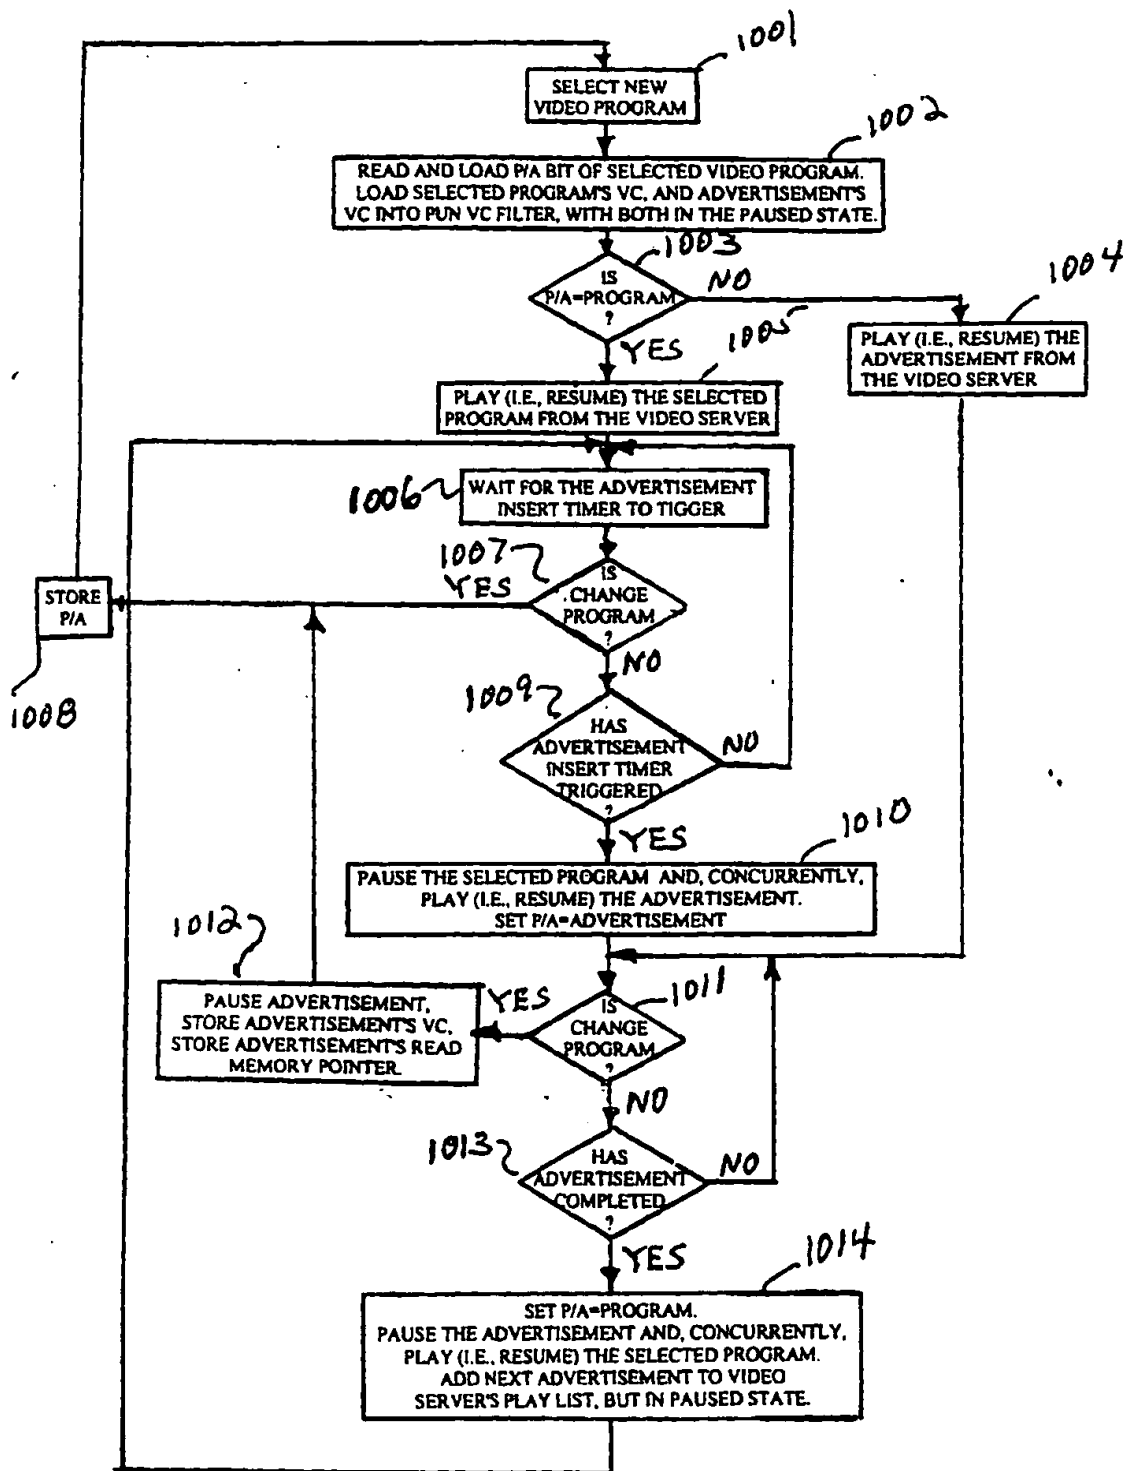 1001
SELECT NEW
VIDEO PROGRAM
1002
READ AND LOAD P/A BIT OF SELECTED VIDEO PROGRAM.
LOAD SELECTED PROGRAM'S VC, AND ADVERTISEMENT'S
VC INTO PUN VC FILTER, WITH BOTH IN THE PAUSED STATE.
1003
IS
P/A=PROGRAM
?
NO
1004
PLAY (I.E., RESUME) THE
ADVERTISEMENT FROM
THE VIDEO SERVER
YES
1005
PLAY (I.E., RESUME) THE SELECTED
PROGRAM FROM THE VIDEO SERVER
1006
WAIT FOR THE ADVERTISEMENT
INSERT TIMER TO TIGGER
1007
IS
CHANGE
PROGRAM
?
YES
STORE
P/A
1008
NO
1009
HAS
ADVERTISEMENT
INSERT TIMER
TRIGGERED
?
NO
YES
1010
PAUSE THE SELECTED PROGRAM AND, CONCURRENTLY,
PLAY (I.E., RESUME) THE ADVERTISEMENT.
SET P/A=ADVERTISEMENT
1011
IS
CHANGE
PROGRAM
?
YES
1012
PAUSE ADVERTISEMENT,
STORE ADVERTISEMENT'S VC,
STORE ADVERTISEMENT'S READ
MEMORY POINTER.
NO
1013
HAS
ADVERTISEMENT
COMPLETED
?
NO
YES
1014
SET P/A=PROGRAM.
PAUSE THE ADVERTISEMENT AND, CONCURRENTLY,
PLAY (I.E., RESUME) THE SELECTED PROGRAM.
ADD NEXT ADVERTISEMENT TO VIDEO
SERVER'S PLAY LIST, BUT IN PAUSED STATE.